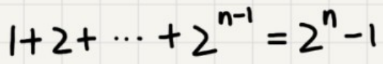 1+2+ ⋯ +2^{n-1} = 2^n - 1